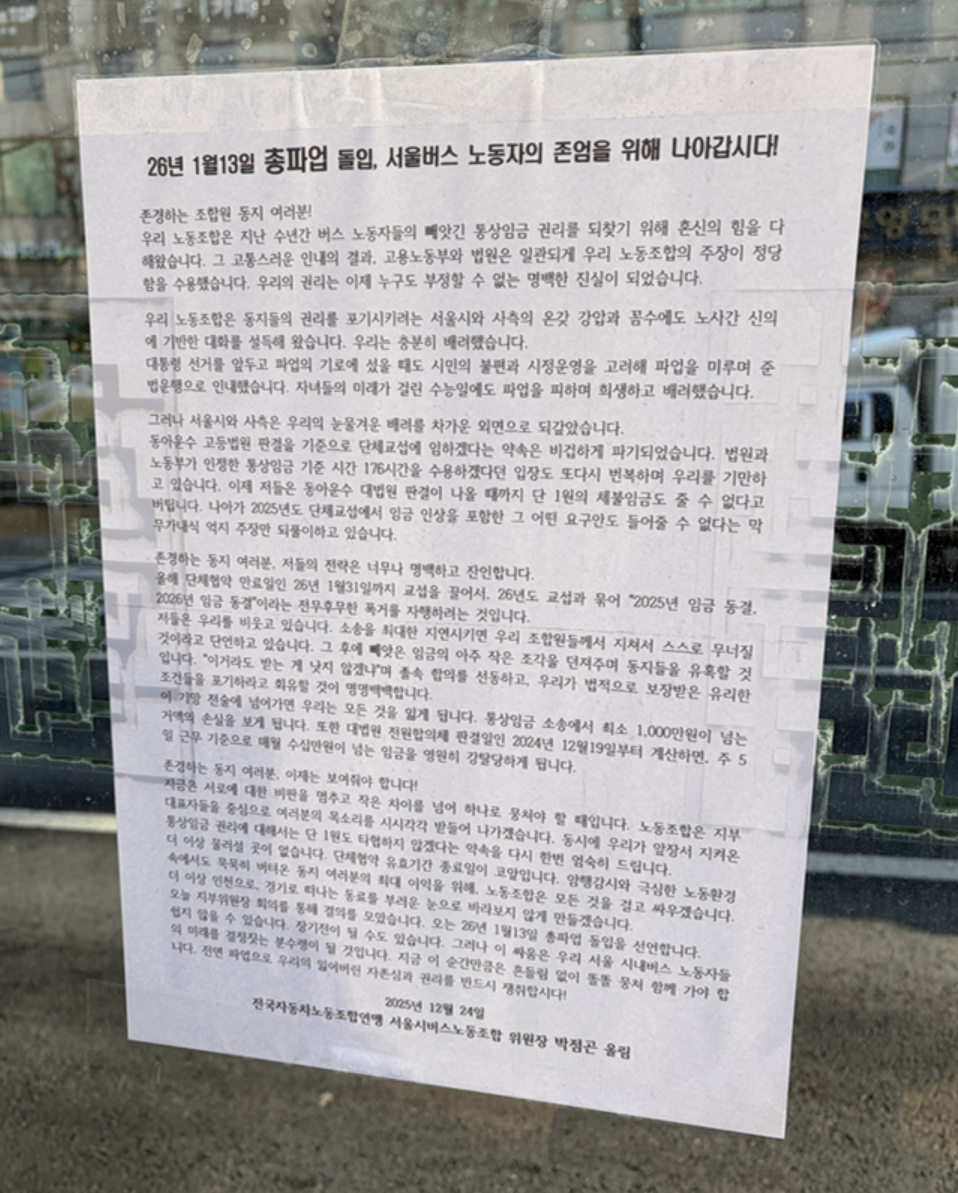 26년 1월13일 총파업 돌입, 서울버스 노동자의 존엄을 위해 나아갑시다!
존경하는 조합원 동지 여러분!
우리 노동조합은 지난 수년간 버스 노동자들의 빼앗긴 통상임금 권리를 되찾기 위해 혼신의 힘을 다
해왔습니다. 그 고통스러운 인내의 결과, 고용노동부와 법원은 일관되게 우리 노동조합의 주장이 정당
함을 수용했습니다. 우리의 권리는 이제 누구도 부정할 수 없는 명백한 진실이 되었습니다.
우리 노동조합은 동지들의 권리를 포기시키려는 서울시와 사측의 온갖 강압과 꼼수에도 노사간 신의
에 기반한 대화를 설득해 왔습니다. 우리는 충분히 배려했습니다.
대통령 선거를 앞두고 파업의 기로에 섰을 때도 시민의 불편과 시정운영을 고려해 파업을 미루며 준
법운행으로 인내했습니다. 자녀들의 미래가 걸린 수능일에도 파업을 피하며 희생하고 배려했습니다.
그러나 서울시와 사측은 우리의 눈물겨운 배려를 차가운 외면으로 되갚았습니다.
동아운수 고등법원 판결을 기준으로 단체교섭에 임하겠다는 약속은 비겁하게 파기되었습니다. 법원과
노동부가 인정한 통상임금 기준 시간 176시간을 수용하겠다던 입장도 또다시 번복하며 우리를 기만하
고 있습니다. 이제 저들은 동아운수 대법원 판결이 나올 때까지 단 1원의 체불임금도 줄 수 없다고
버팁니다. 나아가 2025년도 단체교섭에서 임금 인상을 포함한 그 어떤 요구안도 들어줄 수 없다는 막
무가내식 억지 주장만 되풀이하고 있습니다.
존경하는 동지 여러분, 저들의 전략은 너무나 명백하고 잔인합니다.
올해 단체협약 만료일인 26년 1월31일까지 교섭을 끌어서, 26년도 교섭과 묶어 "2025년 임금 동결,
2026년 임금 동결"이라는 전무후무한 폭거를 자행하려는 것입니다.
저들은 우리를 비웃고 있습니다. 소송을 최대한 지연시키면 우리 조합원들께서 지쳐서 스스로 무너질
것이라고 단언하고 있습니다. 그 후에 빼앗은 임금의 아주 작은 조각을 던져주며 동지들을 유혹할 것
입니다. "이거라도 받는 게 낫지 않겠냐"며 졸속 합의를 선동하고, 우리가 법적으로 보장받은 유리한
조건들을 포기하라고 회유할 것이 명명백백합니다.
이 기망 전술에 넘어가면 우리는 모든 것을 잃게 됩니다. 통상임금 소송에서 최소 1,000만원이 넘는
거액의 손실을 보게 됩니다. 또한 대법원 전원합의체 판결일인 2024년 12월19일부터 계산하면, 주 5
일 근무 기준으로 매월 수십만원이 넘는 임금을 영원히 강탈당하게 됩니다.
존경하는 동지 여러분, 이제는 보여줘야 합니다!
지금은 서로에 대한 비판을 멈추고 작은 차이를 넘어 하나로 뭉쳐야 할 때입니다. 노동조합은 지부
대표자들을 중심으로 여러분의 목소리를 시시각각 받들어 나가겠습니다. 동시에 우리가 앞장서 지켜온
통상임금 권리에 대해서는 단 1원도 타협하지 않겠다는 약속을 다시 한번 엄숙히 드립니다.
더 이상 물러설 곳이 없습니다. 단체협약 유효기간 종료일이 코앞입니다. 암행감시와 극심한 노동환경
속에서도 묵묵히 버텨온 동지 여러분의 최대 이익을 위해, 노동조합은 모든 것을 걸고 싸우겠습니다.
더 이상 인천으로, 경기로 떠나는 동료를 부러운 눈으로 바라보지 않게 만들겠습니다.
오늘 지부위원장 회의를 통해 결의를 모았습니다. 오는 26년 1월13일 총파업 돌입을 선언합니다.
쉽지 않을 수 있습니다. 장기전이 될 수도 있습니다. 그러나 이 싸움은 우리 서울 시내버스 노동자들
의 미래를 결정짓는 분수령이 될 것입니다. 지금 이 순간만큼은 흔들림 없이 똘똘 뭉쳐 함께 가야 합
니다. 전면 파업으로 우리의 잃어버린 자존심과 권리를 반드시 쟁취합시다!
2025년 12월 24일
전국자동차노동조합연맹 서울시버스노동조합 위원장 박점곤 올림